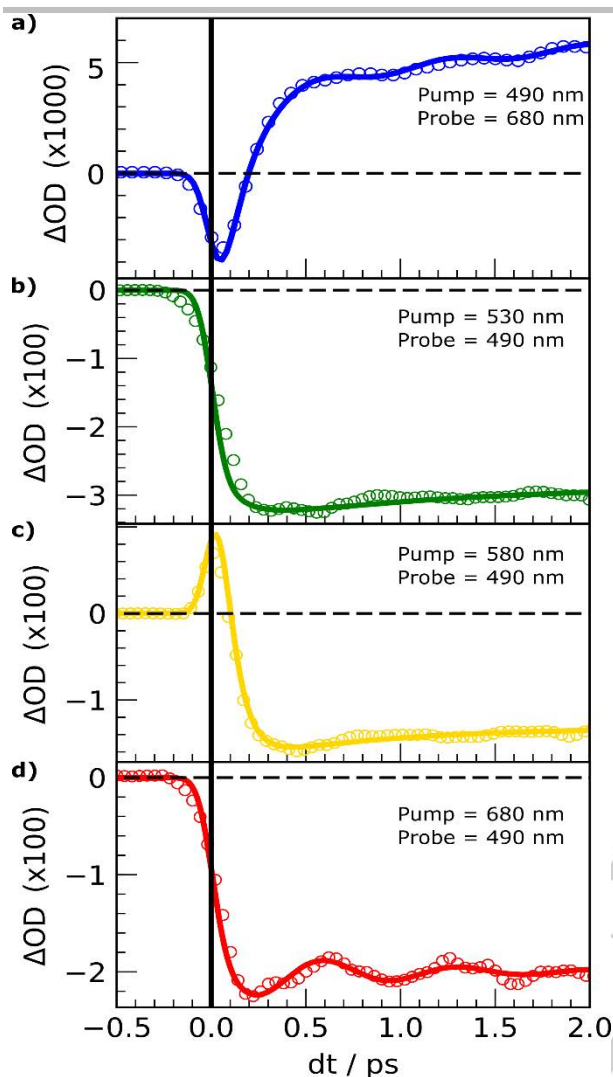 a)
5
0
ΔOD (x1000)
Pump = 490 nm
Probe = 680 nm
b)
0
−1
−2
−3
ΔOD (x100)
Pump = 530 nm
Probe = 490 nm
c)
0
−1
ΔOD (x100)
Pump = 580 nm
Probe = 490 nm
d)
0
−1
−2
ΔOD (x100)
Pump = 680 nm
Probe = 490 nm
−0.5 0.0 0.5 1.0 1.5 2.0
dt / ps